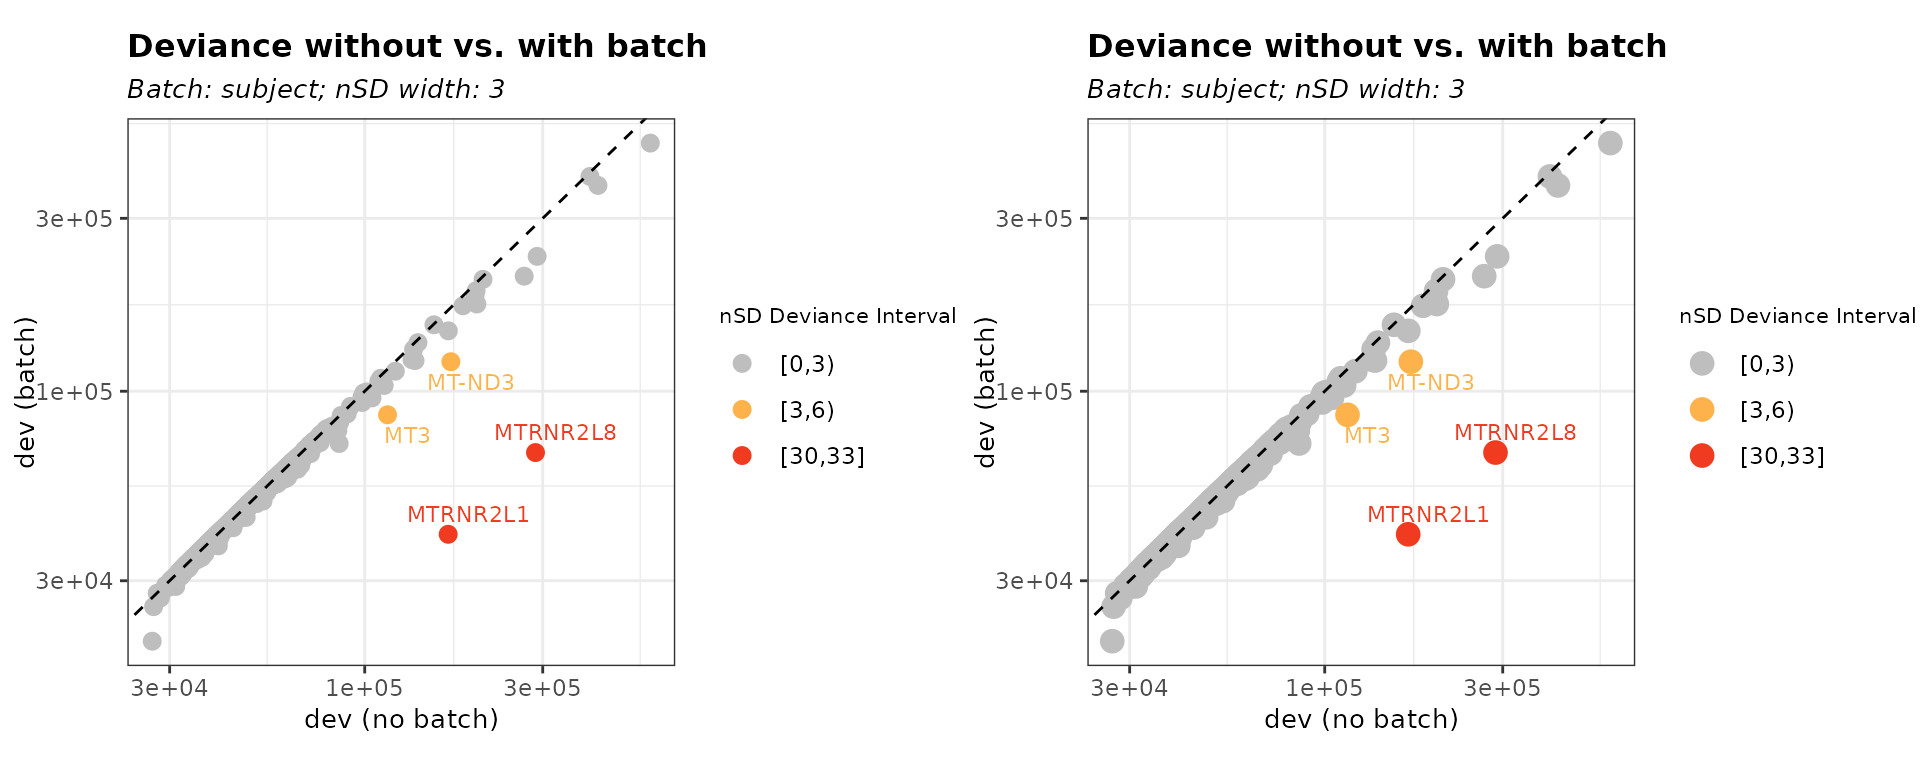 Deviance without vs. with batch
Batch: subject; nSD width: 3
dev (batch)
3e+05
1e+05
3e+04
MT-ND3
MT3
MTRNR2L8
MTRNR2L1
3e+04 1e+05 3e+05
dev (no batch)
nSD Deviance Interval
[0,3)
[3,6)
[30,33]
Deviance without vs. with batch
Batch: subject; nSD width: 3
dev (batch)
3e+05
1e+05
3e+04
MT-ND3
MT3
MTRNR2L8
MTRNR2L1
3e+04 1e+05 3e+05
dev (no batch)
nSD Deviance Interval
[0,3)
[3,6)
[30,33]